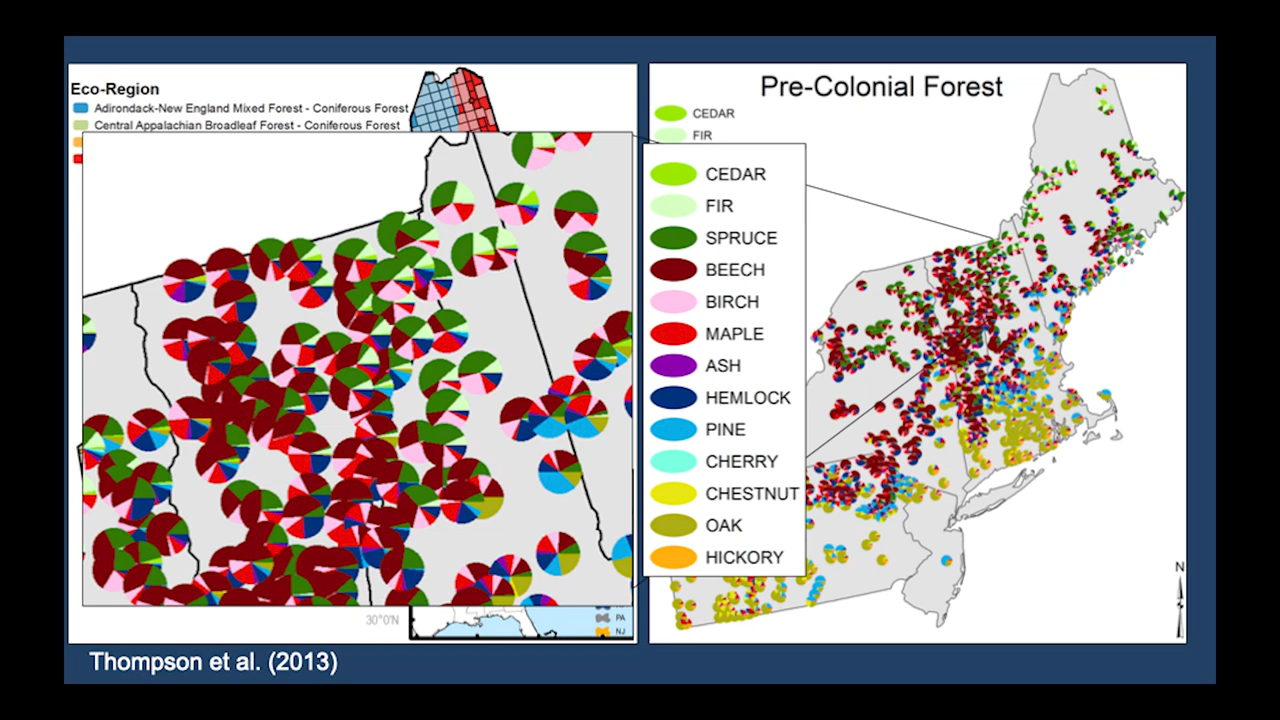 Eco-Region
Adirondack-New England Mixed Forest - Coniferous Forest
Central Appalachian Broadleaf Forest - Coniferous Forest
30°0'N
PA
NJ
Pre-Colonial Forest
CEDAR
FIR
CEDAR
FIR
SPRUCE
BEECH
BIRCH
MAPLE
ASH
HEMLOCK
PINE
CHERRY
CHESTNUT
OAK
HICKORY
N
Thompson et al. (2013)